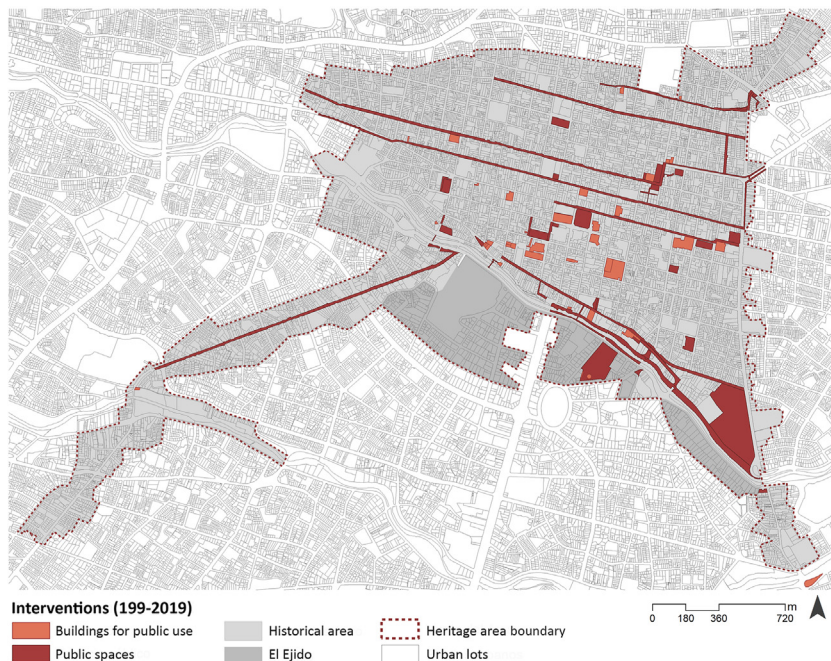 Interventions (199-2019)
Buildings for public use
Public spaces
Historical area
El Ejido
Heritage area boundary
Urban lots
0 180 360 720 m